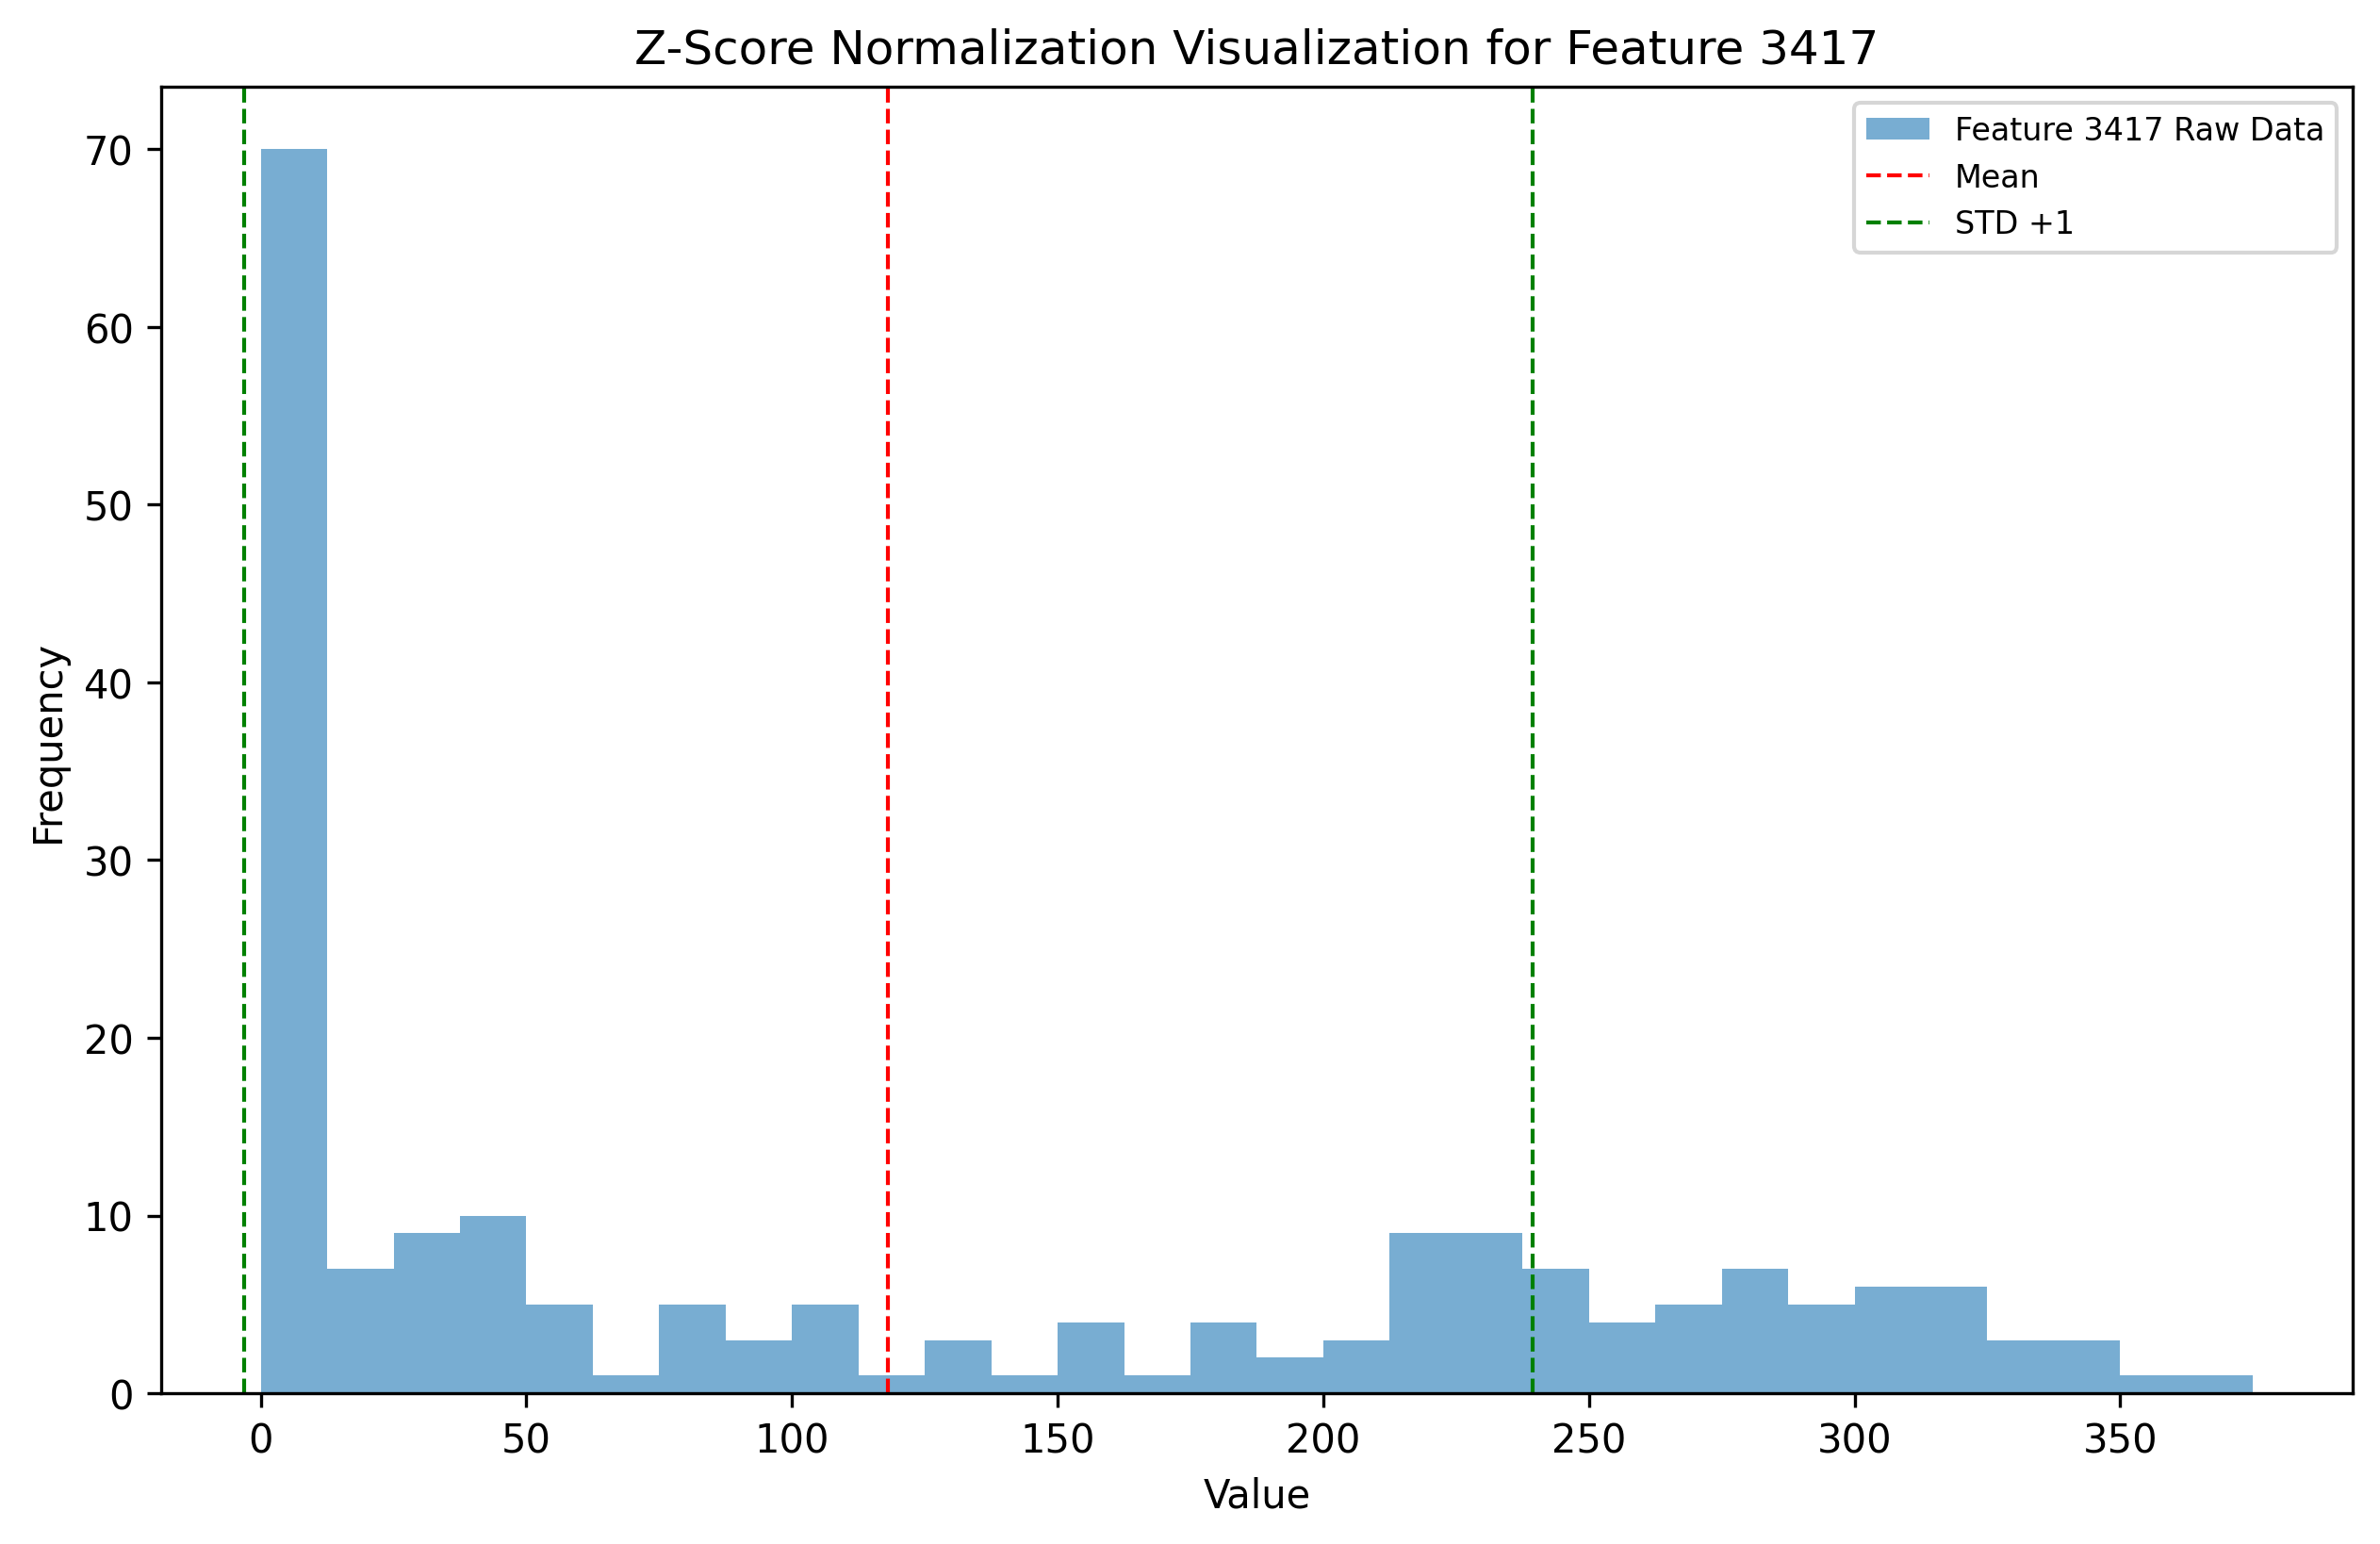 Z-Score Normalization Visualization for Feature 3417
Feature 3417 Raw Data
Mean
STD +1
70
60
50
40
30
20
10
0
Frequency
0 50 100 150 200 250 300 350
Value